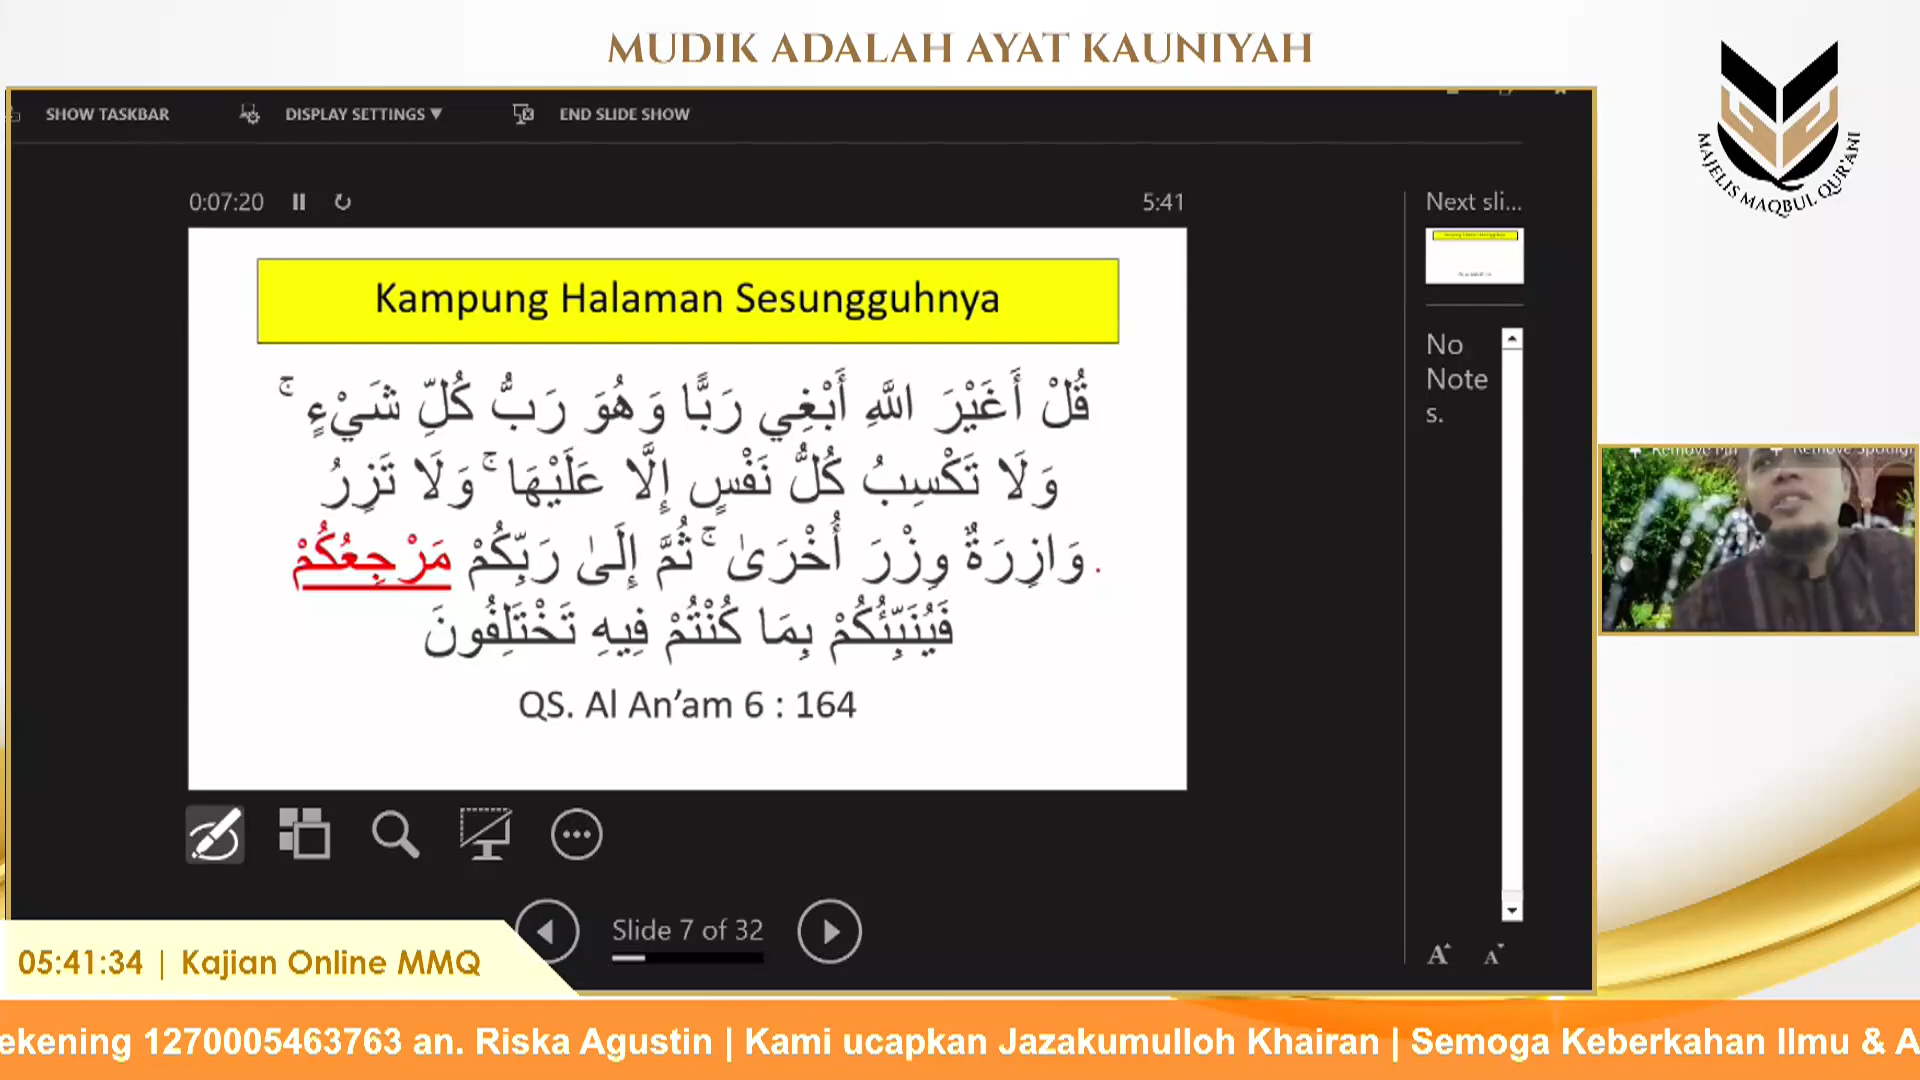 MUDIK ADALAH AYAT KAUNIYAH
MAJELIS MAQBUL QUR'ANI
SHOW TASKBAR
DISPLAY SETTINGS ▼
END SLIDE SHOW
0:07:20
5:41
Next sli...
Kampung Halaman Sesungguhnya
قُلْ أَغَيْرَ اللَّهِ أَبْغِي رَبًّا وَهُوَ رَبُّ كُلِّ شَيْءٍ ۚ
وَلَا تَكْسِبُ كُلُّ نَفْسٍ إِلَّا عَلَيْهَا ۚ وَلَا تَزِرُ
وَازِرَةٌ وِزْرَ أُخْرَىٰ ۚ ثُمَّ إِلَىٰ رَبِّكُمْ مَرْجِعُكُمْ
فَيُنَبِّئُكُمْ بِمَا كُنْتُمْ فِيهِ تَخْتَلِفُونَ
QS. Al An’am 6 : 164
No
Note
s.
Slide 7 of 32
A A
05:41:34 | Kajian Online MMQ
ekening 1270005463763 an. Riska Agustin | Kami ucapkan Jazakumulloh Khairan | Semoga Keberkahan Ilmu & A